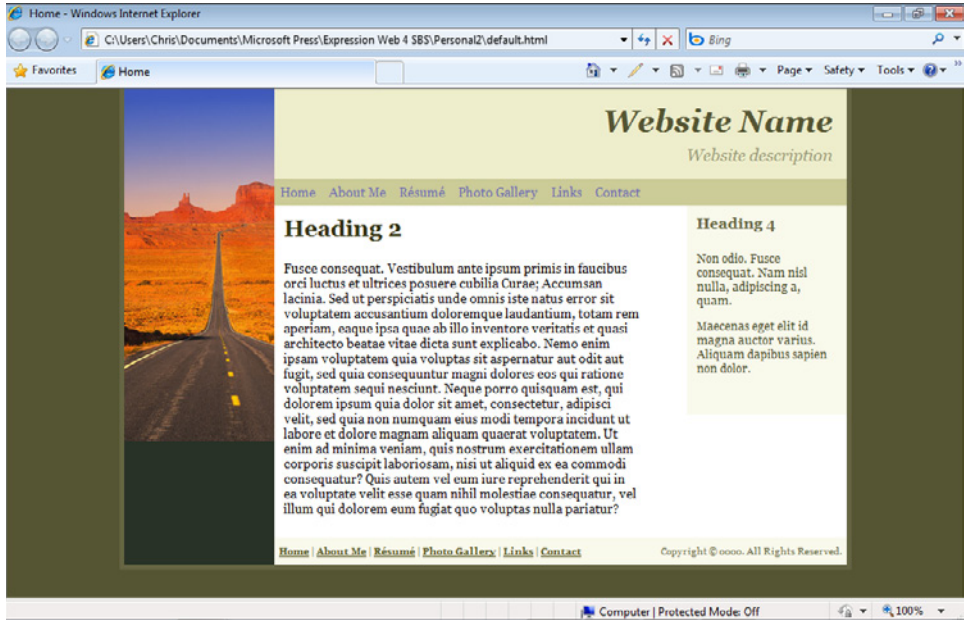 Home - Windows Internet Explorer
C:\Users\Chris\Documents\Microsoft Press\Expression Web 4 SBS\Personal2\default.html
Bing
Favorites
Home
Page
Safety
Tools
Website Name
Website description
Home About Me Résumé Photo Gallery Links Contact
Heading 2
Fusce consequat. Vestibulum ante ipsum primis in faucibus
orci luctus et ultrices posuere cubilia Curae; Accumsan
lacinia. Sed ut perspiciatis unde omnis iste natus error sit
voluptatem accusantium doloremque laudantium, totam rem
aperiam, eaque ipsa quae ab illo inventore veritatis et quasi
architecto beatae vitae dicta sunt explicabo. Nemo enim
ipsam voluptatem quia voluptas sit aspernatur aut odit aut
fugit, sed quia consequuntur magni dolores eos qui ratione
voluptatem sequi nesciunt. Neque porro quisquam est, qui
dolorem ipsum quia dolor sit amet, consectetur, adipisci
velit, sed quia non numquam eius modi tempora incidunt ut
labore et dolore magnam aliquam quaerat voluptatem. Ut
enim ad minima veniam, quis nostrum exercitationem ullam
corporis suscipit laboriosam, nisi ut aliquid ex ea commodi
consequatur? Quis autem vel eum iure reprehenderit qui in
ea voluptate velit esse quam nihil molestiae consequatur, vel
illum qui dolorem eum fugiat quo voluptas nulla pariatur?
Heading 4
Non odio. Fusce
consequat. Nam nisl
nulla, adipiscing a,
quam.
Maecenas eget elit id
magna auctor varius.
Aliquam dapibus sapien
non dolor.
Home | About Me | Résumé | Photo Gallery | Links | Contact
Copyright © 0000. All Rights Reserved.
Computer | Protected Mode: Off
100%